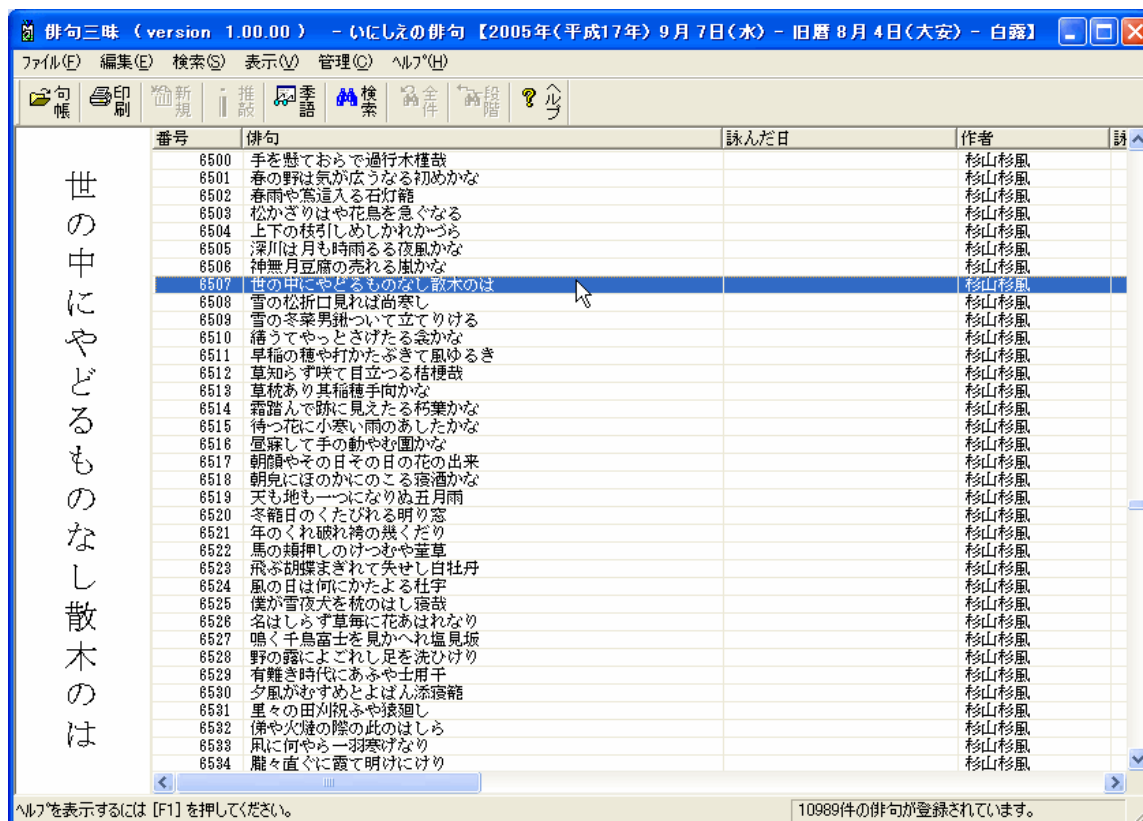 俳句三昧 (version 1.00.00) - いにしえの俳句【2005年(平成17年) 9月 7日(水) - 旧暦 8月 4日(大安) - 白露】
ファイル(F) 編集(E) 検索(S) 表示(V) 管理(C) ヘルプ(H)
句帳 印刷 新規 推敲 季語 検索 全件 段階 ヘルプ
世の中にやどるものなし散木のは
番号 俳句 詠んだ日 作者 詠
6500 手を懸ておらで過行木槿哉 杉山杉風
6501 春の野は気が広うなる初めかな 杉山杉風
6502 春雨や鶯這入る石灯籠 杉山杉風
6503 松かざりはや花鳥を急ぐなる 杉山杉風
6504 上下の枝引しめしかれかづら 杉山杉風
6505 深川は月も時雨るる夜風かな 杉山杉風
6506 神無月豆腐の売れる嵐かな 杉山杉風
6507 世の中にやどるものなし散木のは 杉山杉風
6508 雪の松折口見れば尚寒し 杉山杉風
6509 雪の冬菜男鍬ついて立てりける 杉山杉風
6510 繕うてやっとさげたる衾かな 杉山杉風
6511 早稲の穂や打かたぶきて風ゆるき 杉山杉風
6512 草知らず咲て目立つる桔梗哉 杉山杉風
6513 草枕あり其稲穂手向かな 杉山杉風
6514 霜踏んで跡に見えたる朽葉かな 杉山杉風
6515 待つ花に小寒い雨のあしたかな 杉山杉風
6516 昼寐して手の動やむ團かな 杉山杉風
6517 朝顔やその日その日の花の出来 杉山杉風
6518 朝皃にほのかにのこる寝酒かな 杉山杉風
6519 天も地も一つになりぬ五月雨 杉山杉風
6520 冬籠日のくたびれる明り窓 杉山杉風
6521 年のくれ破れ袴の幾くだり 杉山杉風
6522 馬の頬押しのけつむや菫草 杉山杉風
6523 飛ぶ胡蝶まぎれて失せし白牡丹 杉山杉風
6524 風の日は何にかたよる杜宇 杉山杉風
6525 僕が雪夜犬を枕のはし寝哉 杉山杉風
6526 名はしらず草毎に花あはれなり 杉山杉風
6527 鳴く千鳥富士を見かへれ塩見坂 杉山杉風
6528 野の露によごれし足を洗ひけり 杉山杉風
6529 有難き時代にあふや土用干 杉山杉風
6530 夕風がむすめとよばん添寝籠 杉山杉風
6531 里々の田刈祝ふや猿廻し 杉山杉風
6532 俤や火燵の際の此のはしら 杉山杉風
6533 凩に何やら一羽寒げなり 杉山杉風
6534 朧々直ぐに霞て明けにけり 杉山杉風
ヘルプを表示するには [F1] を押してください。 10989件の俳句が登録されています。